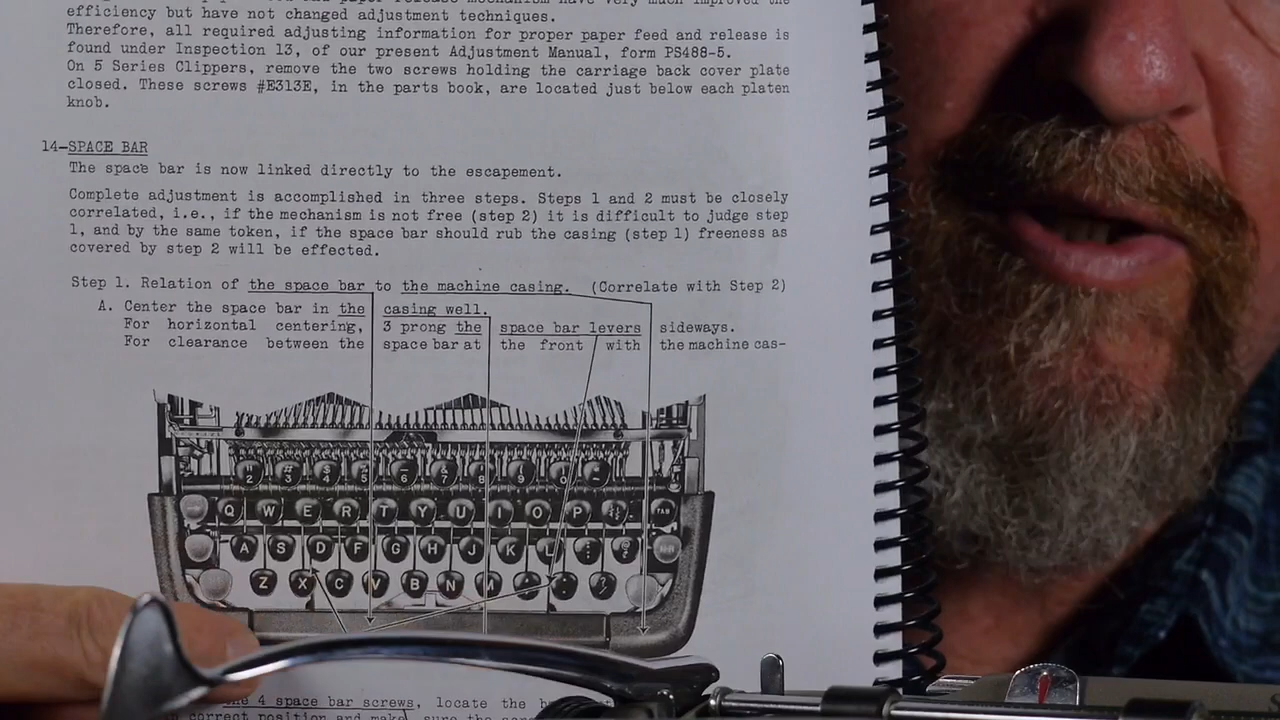 efficiency but have not changed adjustment techniques.
Therefore, all required adjusting information for proper paper feed and release is
found under Inspection 13, of our present Adjustment Manual, form PS488-5.
On 5 Series Clippers, remove the two screws holding the carriage back cover plate
closed. These screws #E313E, in the parts book, are located just below each platen
knob.
14-SPACE BAR
The space bar is now linked directly to the escapement.
Complete adjustment is accomplished in three steps. Steps 1 and 2 must be closely
correlated, i.e., if the mechanism is not free (step 2) it is difficult to judge step
1, and by the same token, if the space bar should rub the casing (step 1) freeness as
covered by step 2 will be effected.
Step 1. Relation of the space bar to the machine casing. (Correlate with Step 2)
A. Center the space bar in the casing well.
For horizontal centering, 3 prong the space bar levers sideways.
For clearance between the space bar at the front with the machine cas-
2 3 4 5 6 7 8 9 0 -
Q W E R T Y U I O P
A S D F G H J K L
Z X C V B N M , . ?
4 space bar screws, locate the
correct position and make sure the